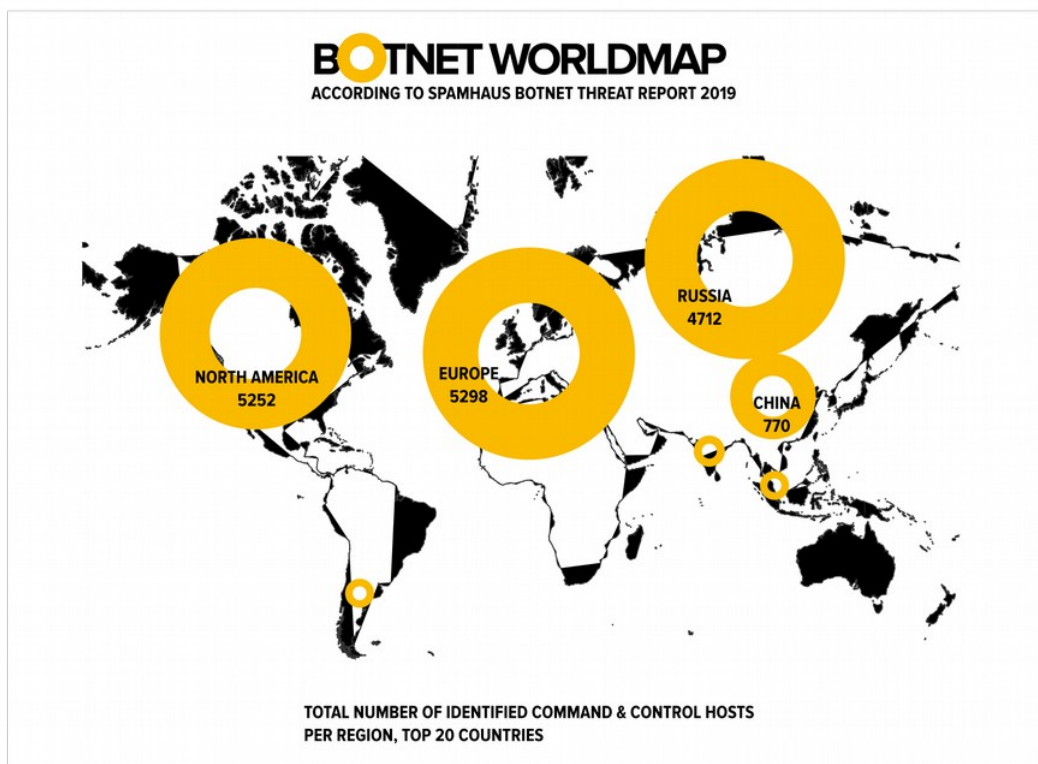 BOTNET WORLDMAP
ACCORDING TO SPAMHAUS BOTNET THREAT REPORT 2019
RUSSIA
4712
NORTH AMERICA
5252
EUROPE
5298
CHINA
770
TOTAL NUMBER OF IDENTIFIED COMMAND & CONTROL HOSTS
PER REGION, TOP 20 COUNTRIES